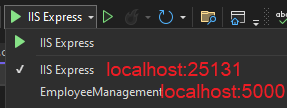 IIS Express
IIS Express
IIS Express localhost:25131
EmployeeManagement localhost:5000